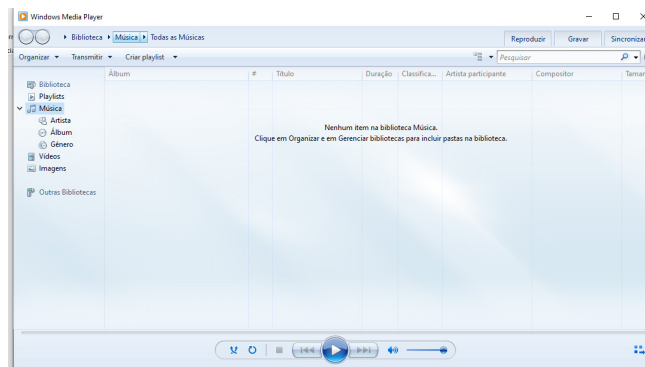 Windows Media Player
Biblioteca Música Todas as Músicas
Reproduzir Gravar Sincronizar
Organizar Transmitir Criar playlist
Pesquisar
Álbum # Título Duração Classifica... Artista participante Compositor
Biblioteca
Playlists
Música
Artista
Álbum
Gênero
Vídeos
Imagens
Outras Bibliotecas
Nenhum item na biblioteca Música.
Clique em Organizar e em Gerenciar bibliotecas para incluir pastas na biblioteca.